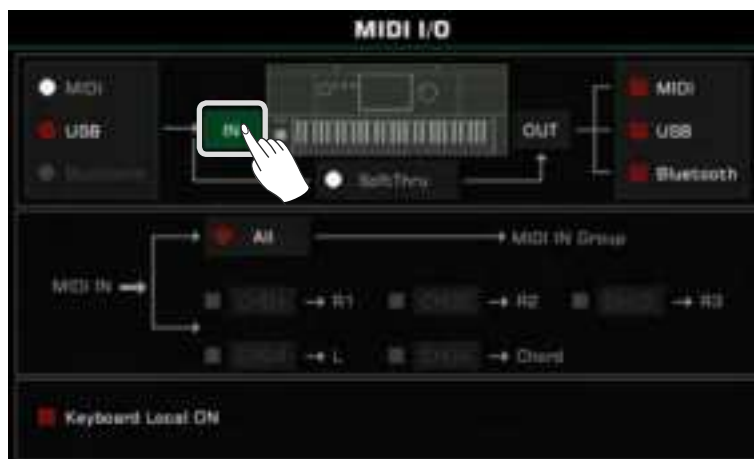 MIDI I/O
MIDI
MIDI
USB
IN
OUT
USB
Bluetooth
SoftThru
Bluetooth
All
MIDI IN Group
MIDI IN
R1
R2
R3
L
Chord
Keyboard Local ON